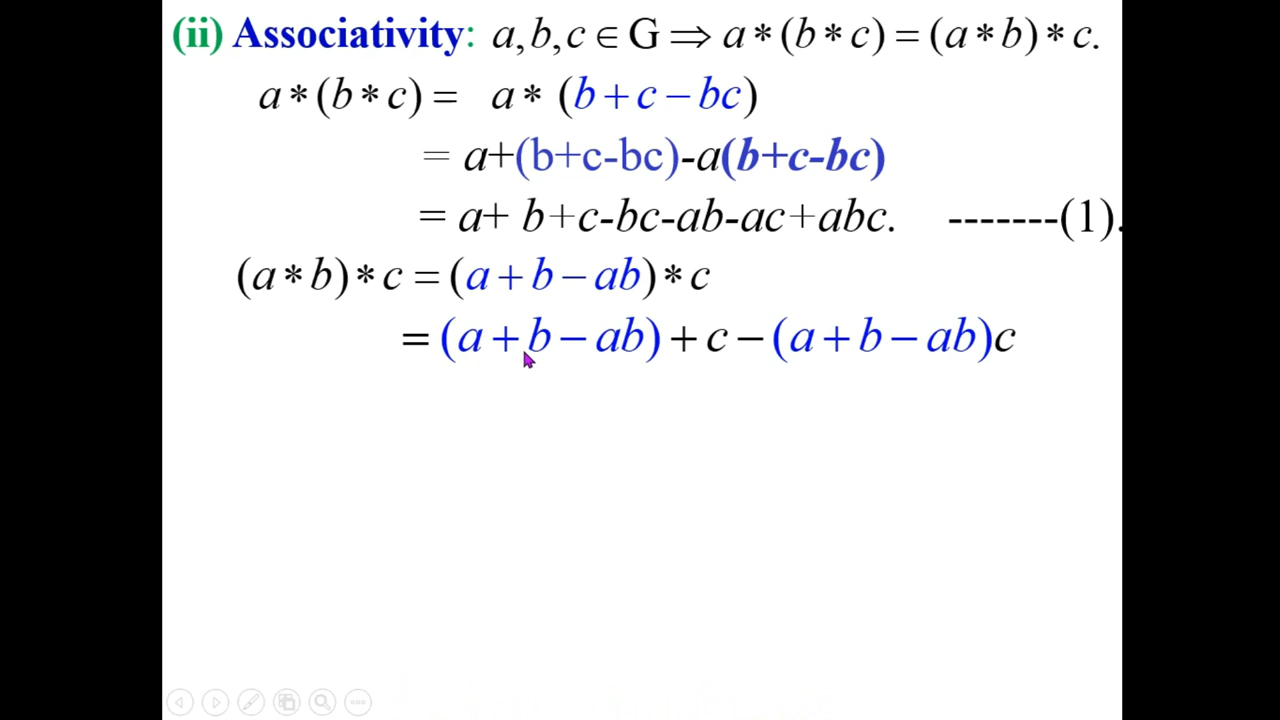 (ii) Associativity: a,b,c ∈ G ⇒ a*(b*c) = (a*b)*c.
a*(b*c) = a* (b+c−bc)
= a+(b+c-bc)-a(b+c-bc)
= a+ b+c-bc-ab-ac+abc. -------(1).
(a*b)*c = (a+b−ab)*c
= (a+b−ab)+c−(a+b−ab)c